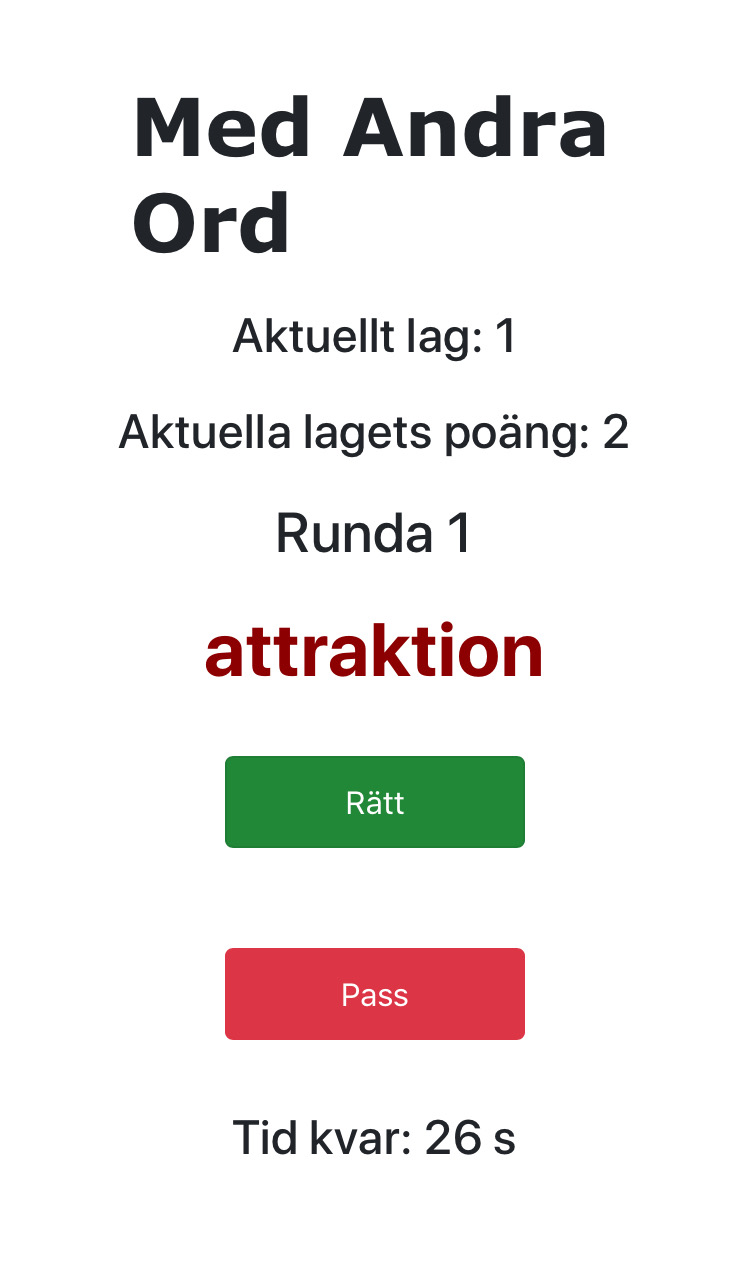 Med Andra
Ord
Aktuellt lag: 1
Aktuella lagets poäng: 2
Runda 1
attraktion
Rätt
Pass
Tid kvar: 26 s